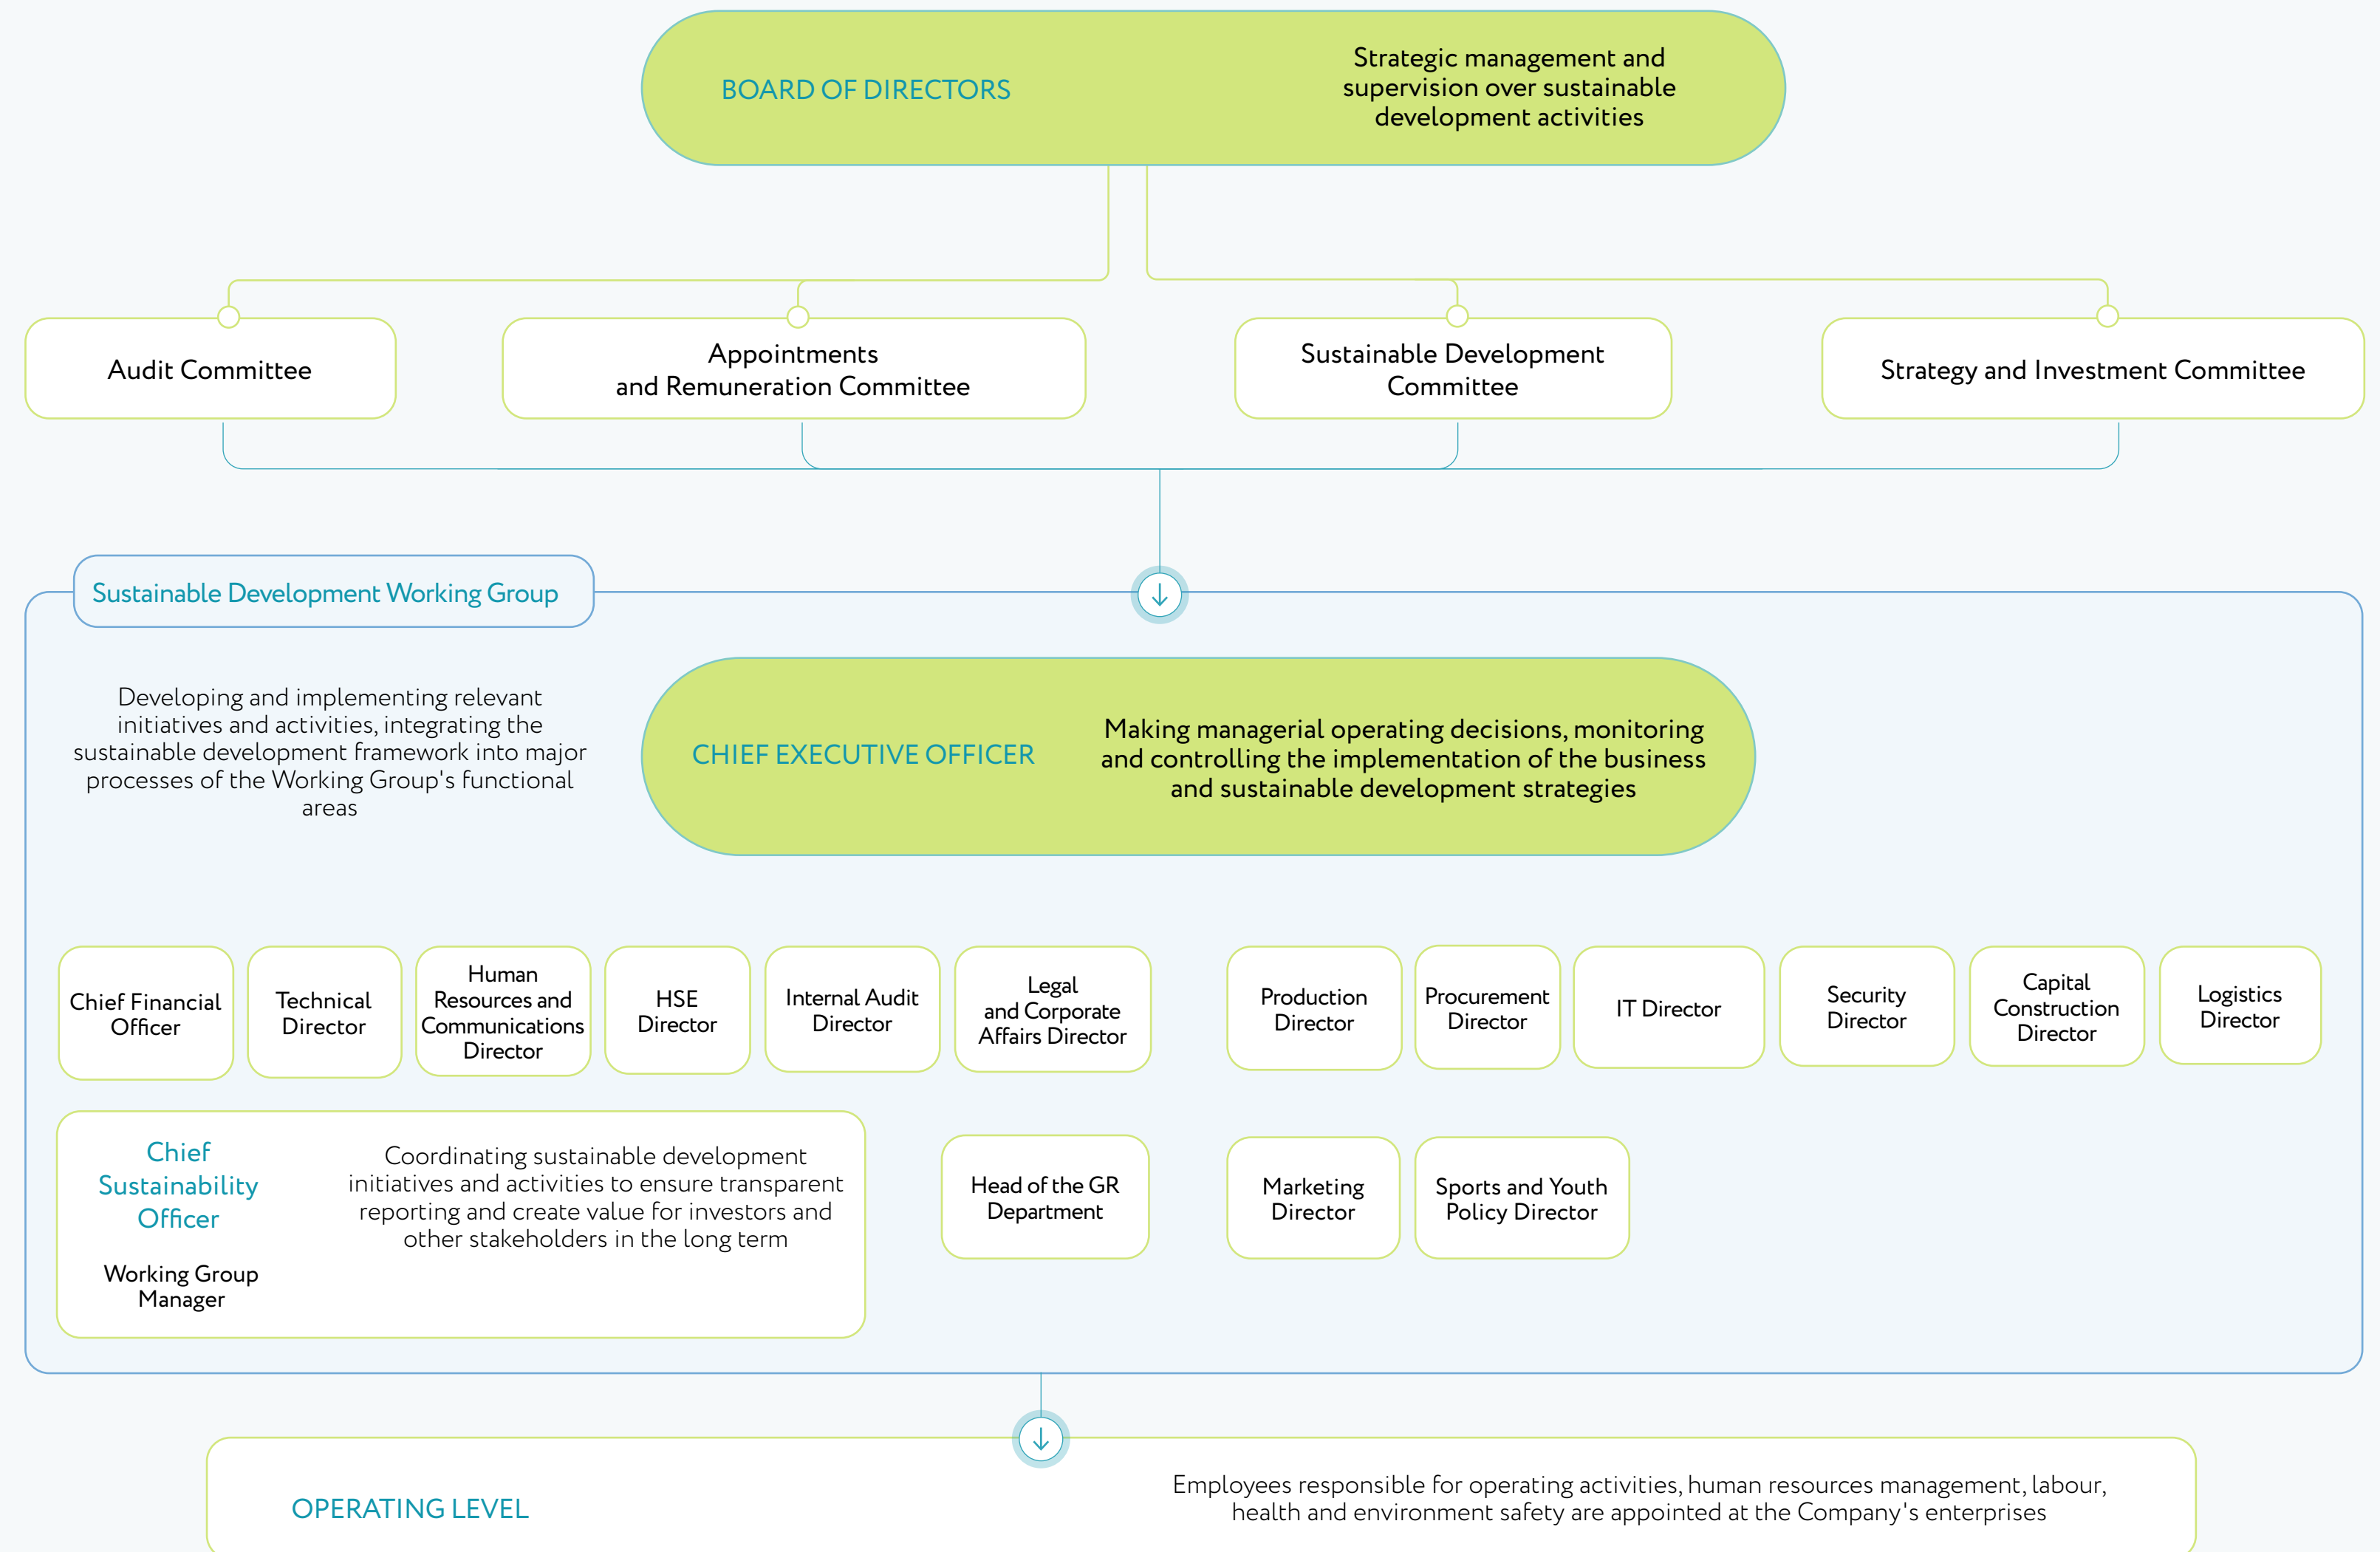 BOARD OF DIRECTORS
Strategic management and
supervision over sustainable
development activities
Audit Committee
Appointments
and Remuneration Committee
Sustainable Development
Committee
Strategy and Investment Committee
Sustainable Development Working Group
Developing and implementing relevant
initiatives and activities, integrating the
sustainable development framework into major
processes of the Working Group's functional
areas
CHIEF EXECUTIVE OFFICER
Making managerial operating decisions, monitoring
and controlling the implementation of the business
and sustainable development strategies
Chief Financial
Officer
Technical
Director
Human
Resources and
Communications
Director
HSE
Director
Internal Audit
Director
Legal
and Corporate
Affairs Director
Production
Director
Procurement
Director
IT Director
Security
Director
Capital
Construction
Director
Logistics
Director
Chief
Sustainability
Officer
Working Group
Manager
Coordinating sustainable development
initiatives and activities to ensure transparent
reporting and create value for investors and
other stakeholders in the long term
Head of the GR
Department
Marketing
Director
Sports and Youth
Policy Director
OPERATING LEVEL
Employees responsible for operating activities, human resources management, labour,
health and environment safety are appointed at the Company's enterprises